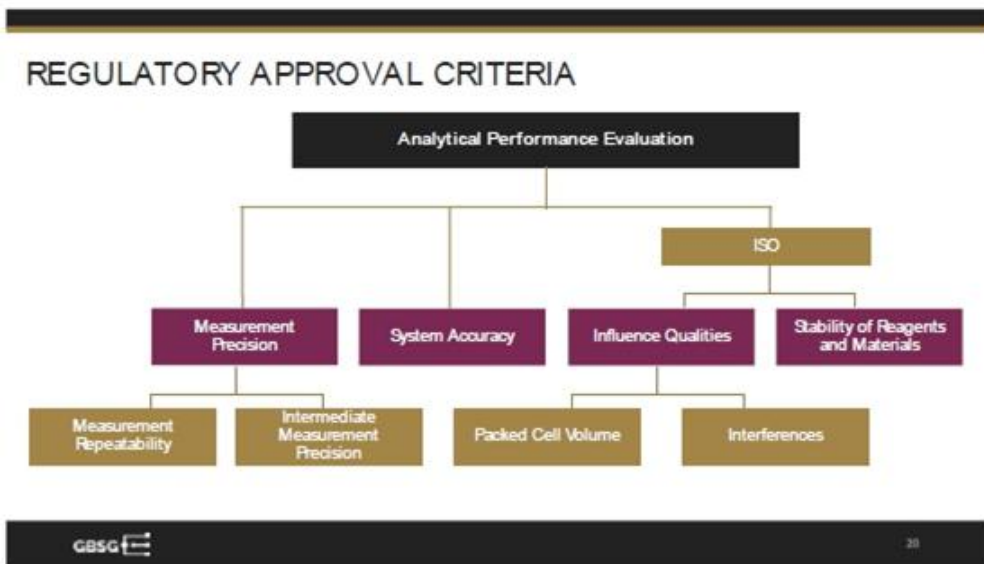 REGULATORY APPROVAL CRITERIA
Analytical Performance Evaluation
ISO
Measurement
Precision
System Accuracy
Influence Qualities
Stability of Reagents
and Materials
Measurement
Repeatability
Intermediate
Measurement
Precision
Packed Cell Volume
Interferences
GBSG
20